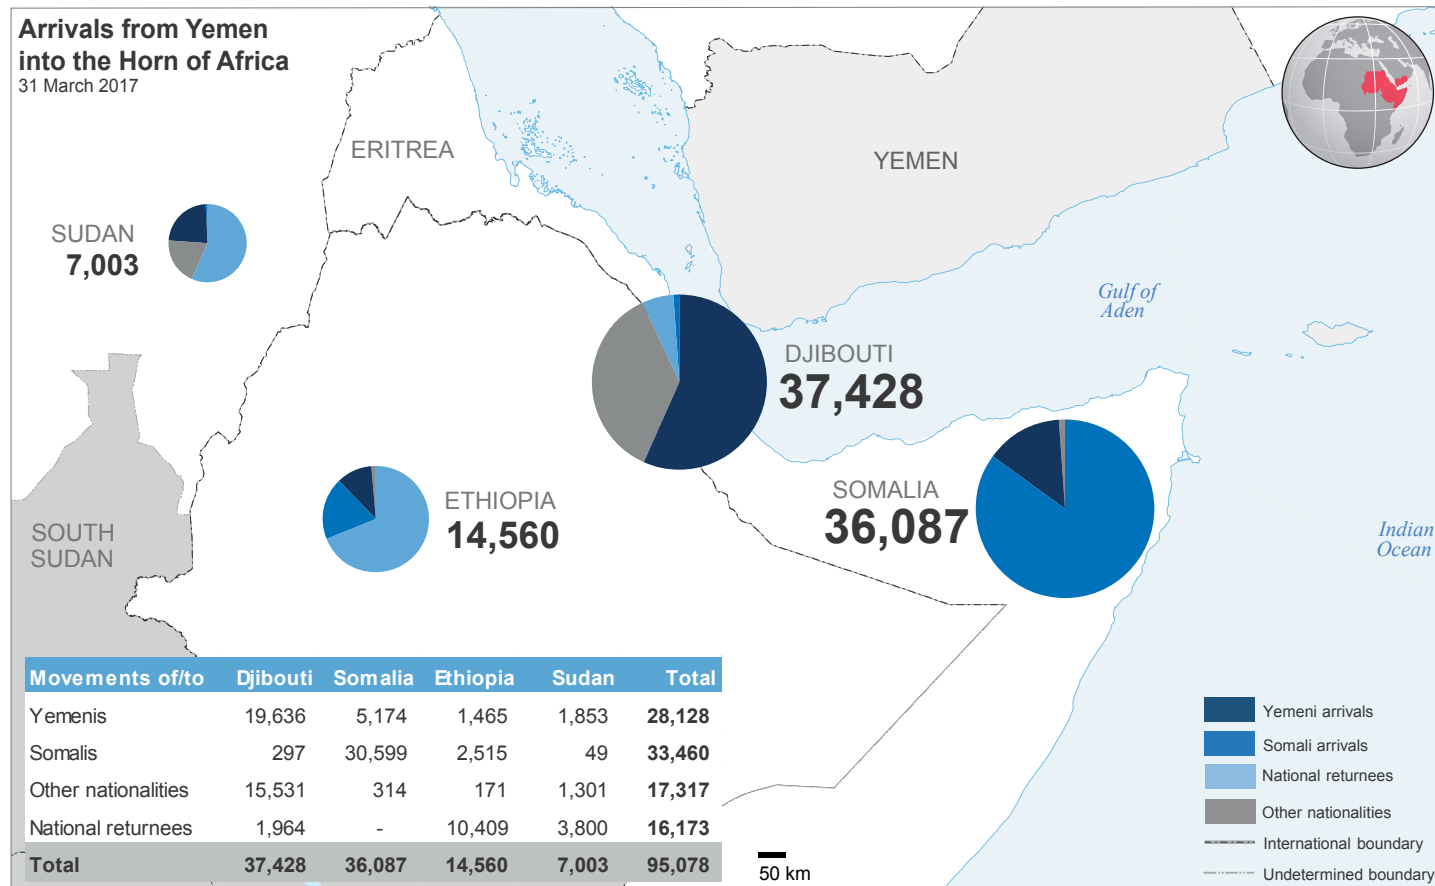 Arrivals from Yemen
into the Horn of Africa
31 March 2017
ERITREA
YEMEN
SUDAN
7,003
Gulf of
Aden
DJIBOUTI
37,428
ETHIOPIA
14,560
SOMALIA
36,087
SOUTH
SUDAN
Indian
Ocean
Movements of/to Djibouti Somalia Ethiopia Sudan Total
Yemenis 19,636 5,174 1,465 1,853 28,128
Somalis 297 30,599 2,515 49 33,460
Other nationalities 15,531 314 171 1,301 17,317
National returnees 1,964 - 10,409 3,800 16,173
Total 37,428 36,087 14,560 7,003 95,078
50 km
Yemeni arrivals
Somali arrivals
National returnees
Other nationalities
International boundary
Undetermined boundary